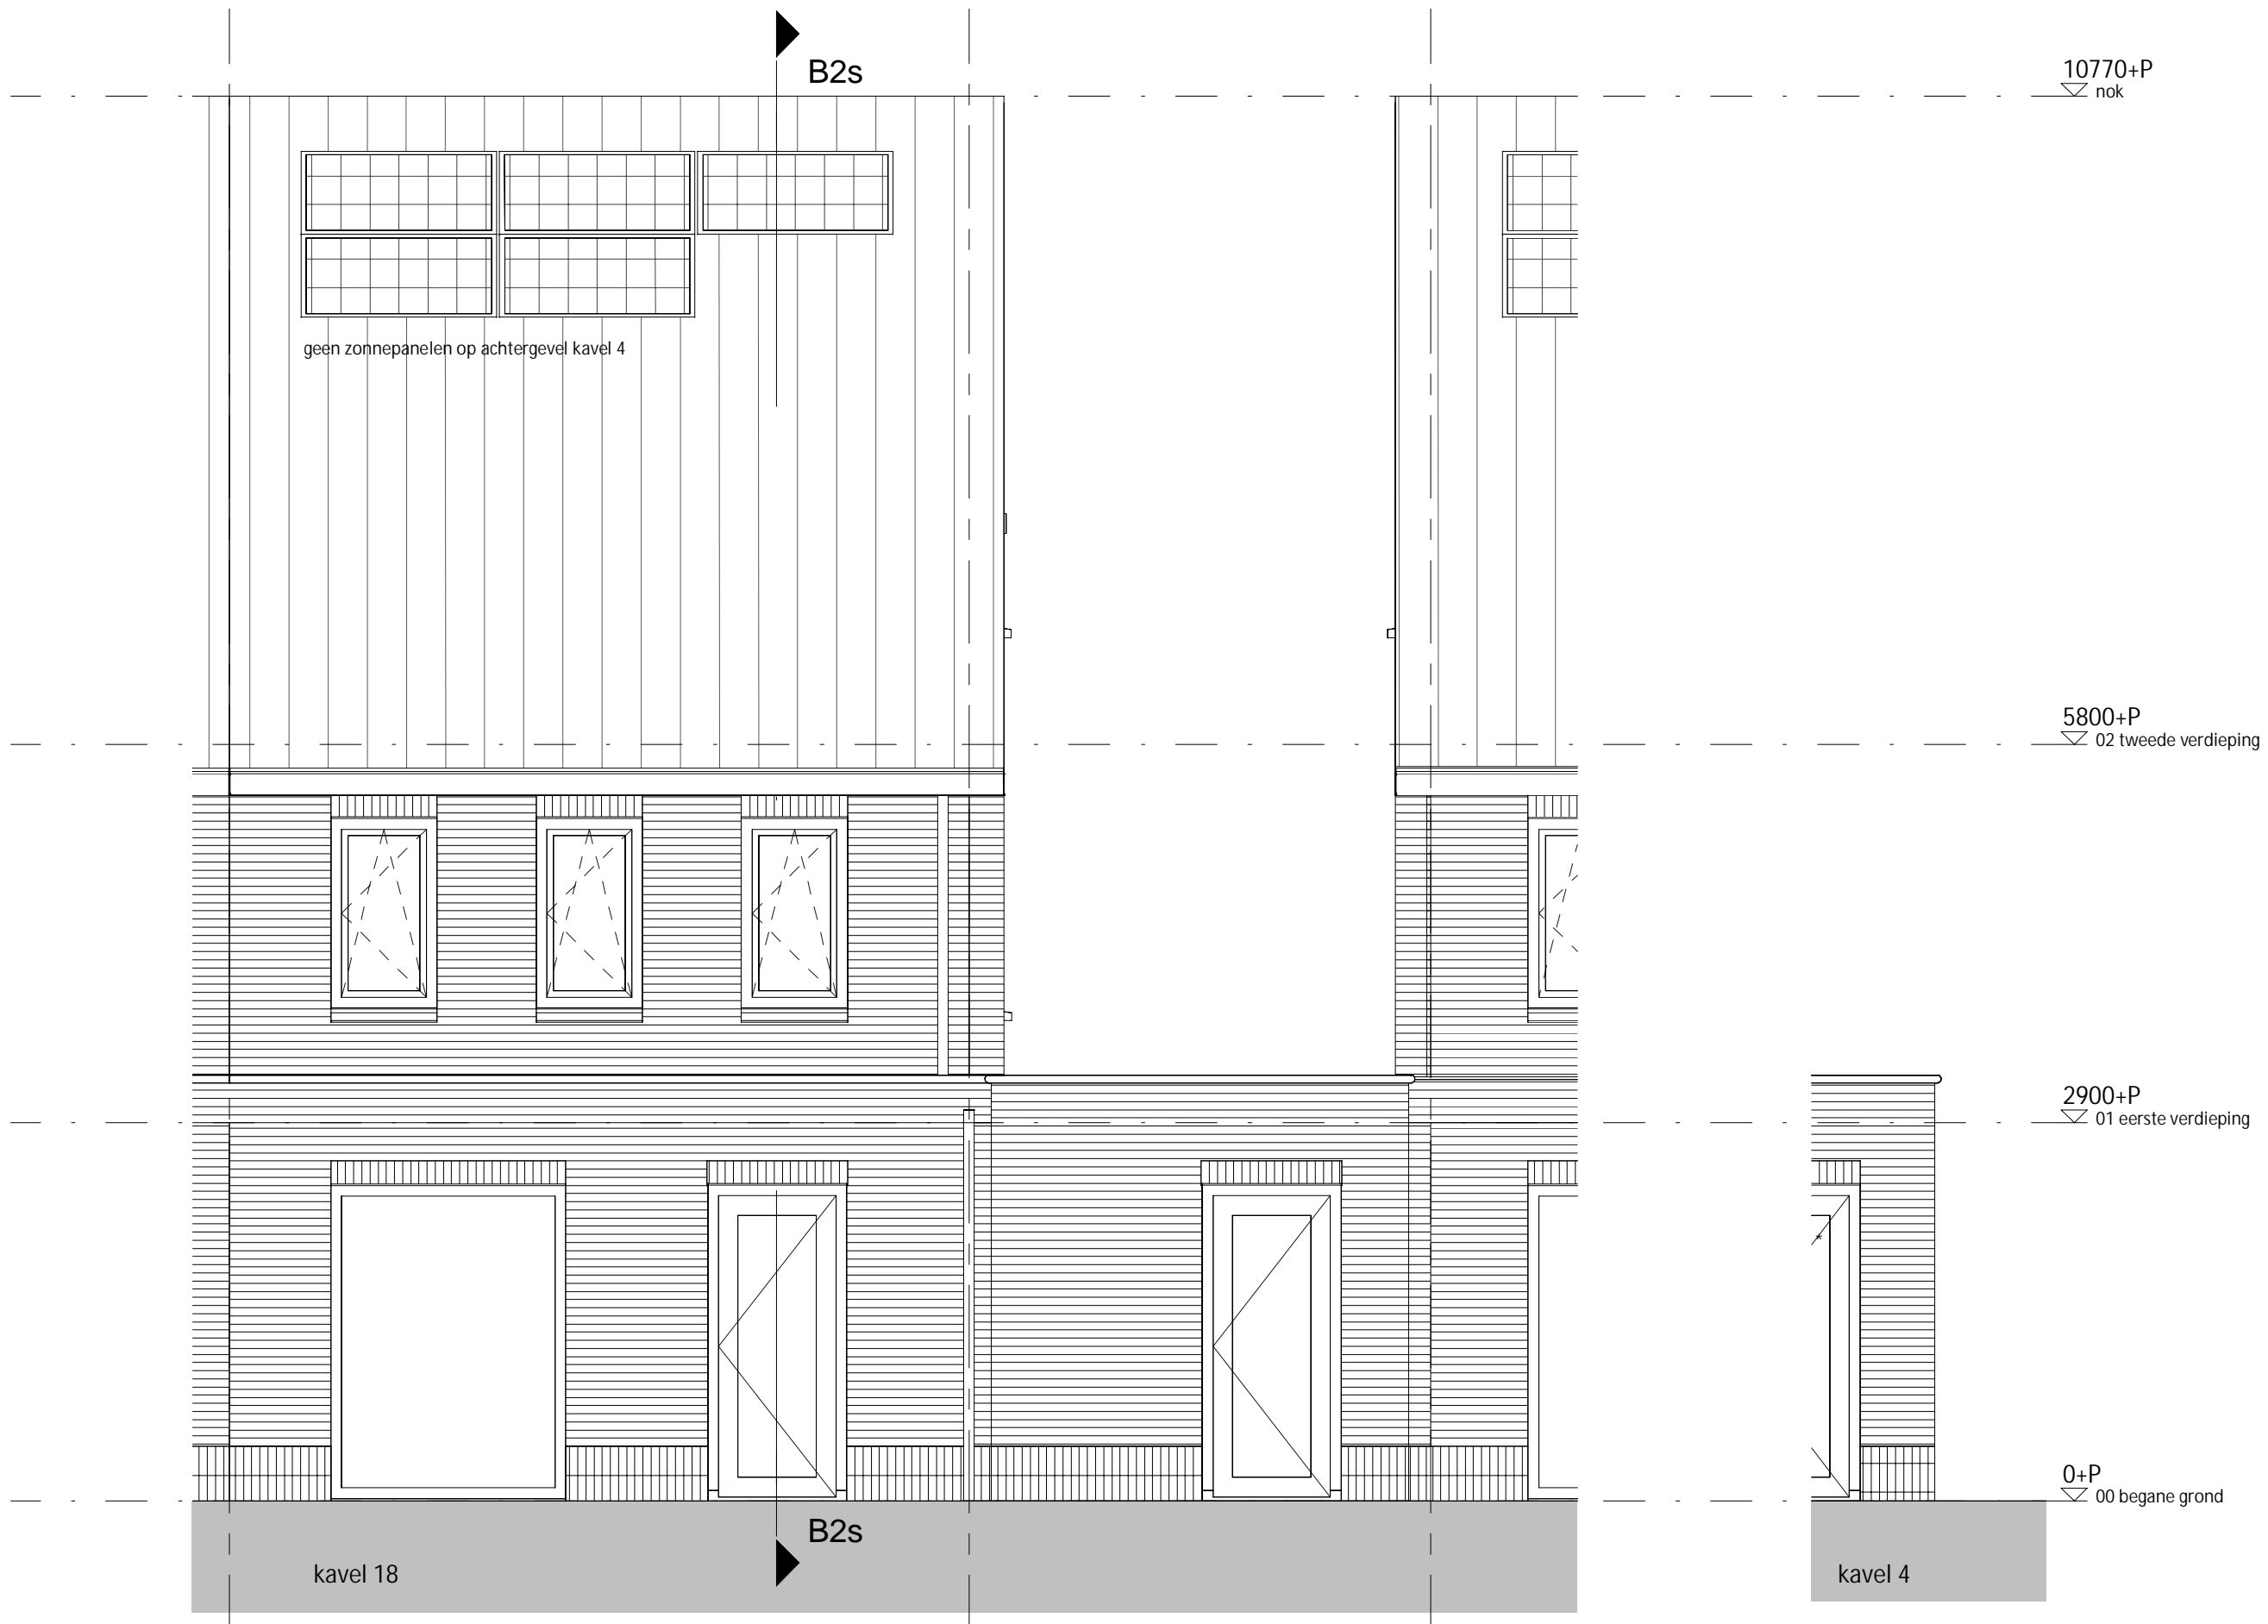 B2s
10770+P
nok
geen zonnepanelen op achtergevel kavel 4
5800+P
02 tweede verdieping
2900+P
01 eerste verdieping
0+P
00 begane grond
B2s
kavel 18
kavel 4